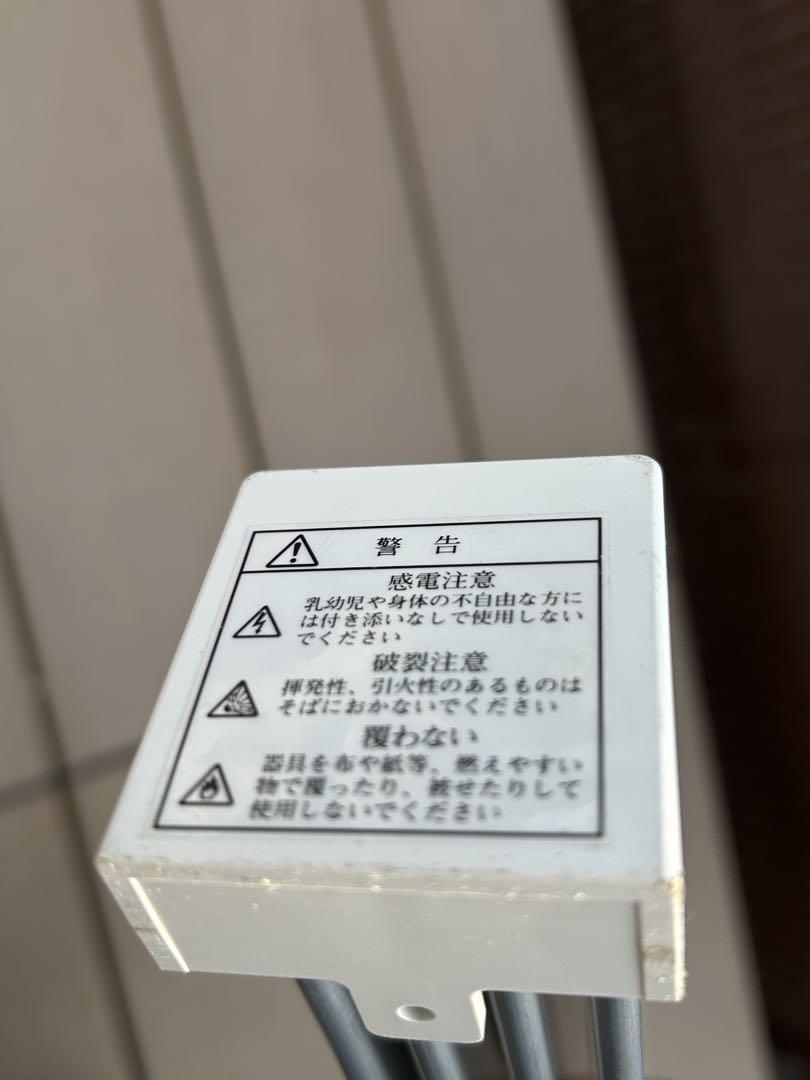 警告
感電注意
乳幼児や身体の不自由な方に
は付き添いなしで使用しない
でください
破裂注意
揮発性、引火性のあるものは
そばにおかないでください
覆わない
器具を布や紙等、燃えやすい
物で覆ったり、被せたりして
使用しないでください